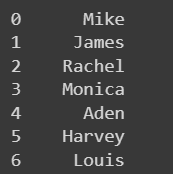 0 Mike
1 James
2 Rachel
3 Monica
4 Aden
5 Harvey
6 Louis